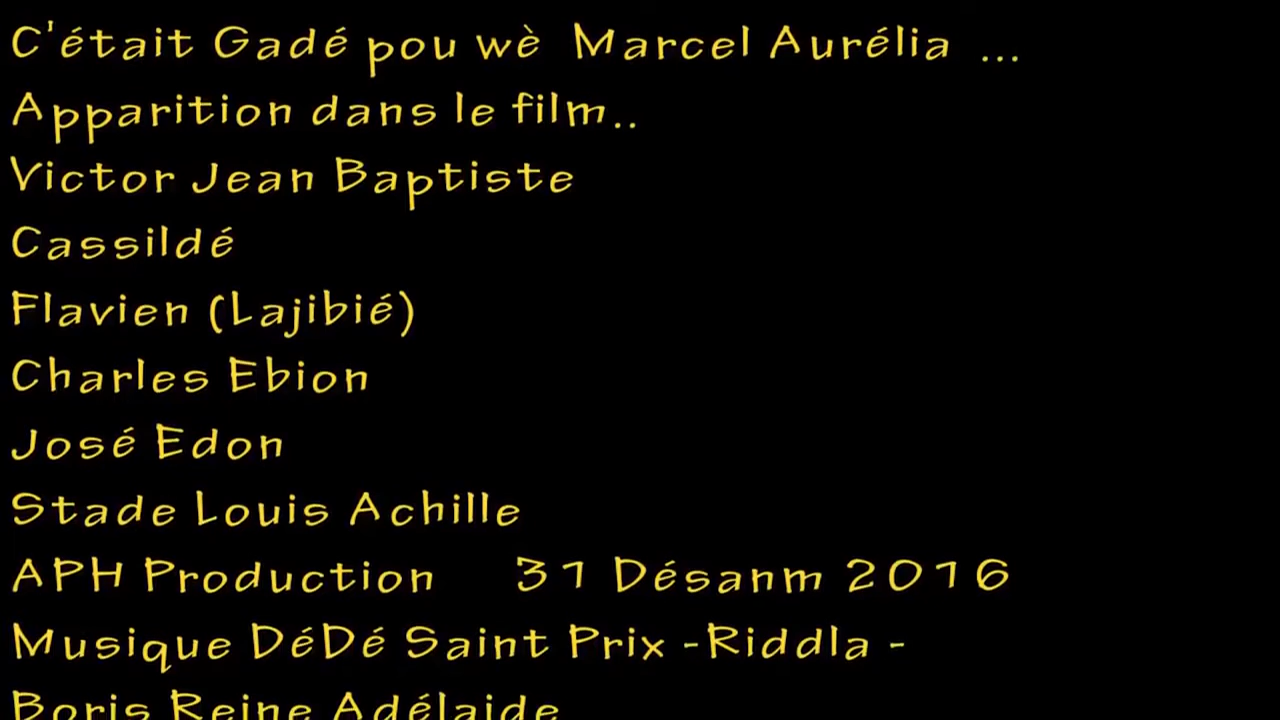 C'était Gadé pou wè Marcel Aurélia ...
Apparition dans le film..
Victor Jean Baptiste
Cassildé
Flavien (Lajibié)
Charles Ebion
José Edon
Stade Louis Achille
APH Production 31 Désanm 2016
Musique DéDé Saint Prix -Riddla -
Boris Reine Adélaide